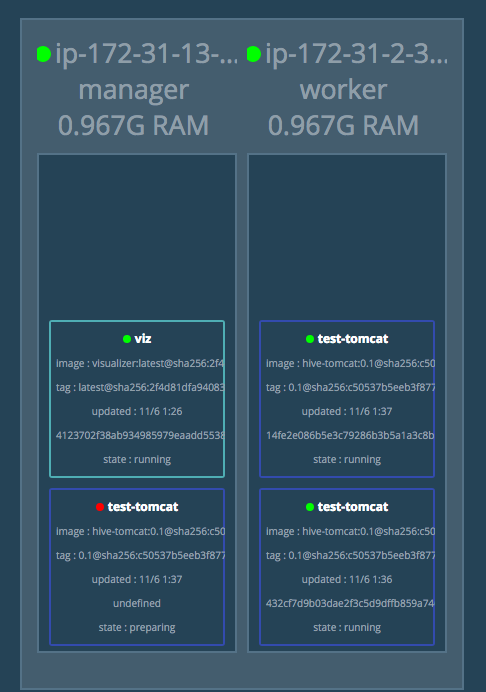 ip-172-31-13-...
manager
0.967G RAM
viz
image : visualizer:latest@sha256:2f4
tag : latest@sha256:2f4d81dfa94083
updated : 11/6 1:26
4123702f38ab934985979eaadd5538
state : running
test-tomcat
image : hive-tomcat:0.1@sha256:c50
tag : 0.1@sha256:c50537b5eeb3f877
updated : 11/6 1:37
undefined
state : preparing
ip-172-31-2-3...
worker
0.967G RAM
test-tomcat
image : hive-tomcat:0.1@sha256:c50
tag : 0.1@sha256:c50537b5eeb3f877
updated : 11/6 1:37
14fe2e086b5e3c79286b3b5a1a3c8b
state : running
test-tomcat
image : hive-tomcat:0.1@sha256:c50
tag : 0.1@sha256:c50537b5eeb3f877
updated : 11/6 1:36
432cf7d9b03dae2f3c5d9dffb859a74
state : running